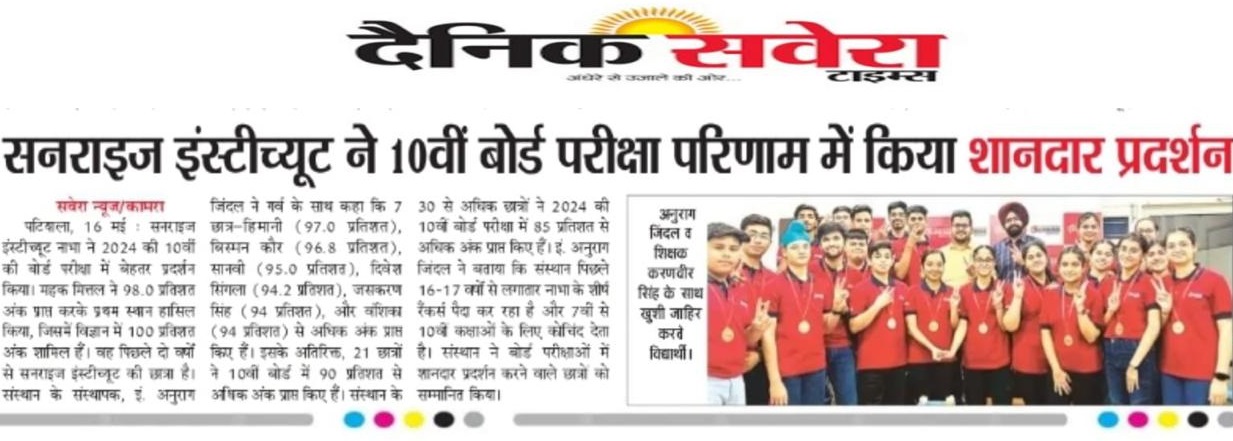 दैनिक सवेरा
टाइम्स
अंधेरे से उजाले की ओर...
सनराइज इंस्टीच्यूट ने 10वीं बोर्ड परीक्षा परिणाम में किया शानदार प्रदर्शन
सवेरा न्यूज/कामरा
पटियाला, 16 मई : सनराइज
इंस्टीच्यूट नाभा ने 2024 की 10वीं
की बोर्ड परीक्षा में बेहतर प्रदर्शन
किया। महक मित्तल ने 98.0 प्रतिशत
अंक प्राप्त करके प्रथम स्थान हासिल
किया, जिसमें विज्ञान में 100 प्रतिशत
अंक शामिल हैं। वह पिछले दो वर्षों
से सनराइज इंस्टीच्यूट की छात्रा है।
संस्थान के संस्थापक, इं. अनुराग
जिंदल ने गर्व के साथ कहा कि 7
छात्र-हिमानी (97.0 प्रतिशत),
बिस्मन कौर (96.8 प्रतिशत),
सानवी (95.0 प्रतिशत), दिवेश
सिंगला (94.2 प्रतिशत), जसकरण
सिंह (94 प्रतिशत), और वंशिका
(94 प्रतिशत) से अधिक अंक प्राप्त
किए हैं। इसके अतिरिक्त, 21 छात्रों
ने 10वीं बोर्ड में 90 प्रतिशत से
अधिक अंक प्राप्त किए हैं। संस्थान के
30 से अधिक छात्रों ने 2024 की
10वीं बोर्ड परीक्षा में 85 प्रतिशत से
अधिक अंक प्राप्त किए हैं। इं. अनुराग
जिंदल ने बताया कि संस्थान पिछले
16-17 वर्षों से लगातार नाभा के शीर्ष
रैंकर्स पैदा कर रहा है और 7वीं से
10वीं कक्षाओं के लिए कोचिंग देता
है। संस्थान ने बोर्ड परीक्षाओं में
शानदार प्रदर्शन करने वाले छात्रों को
सम्मानित किया।
अनुराग
जिंदल व
शिक्षक
करणवीर
सिंह के साथ
खुशी जाहिर
करते
विद्यार्थी।